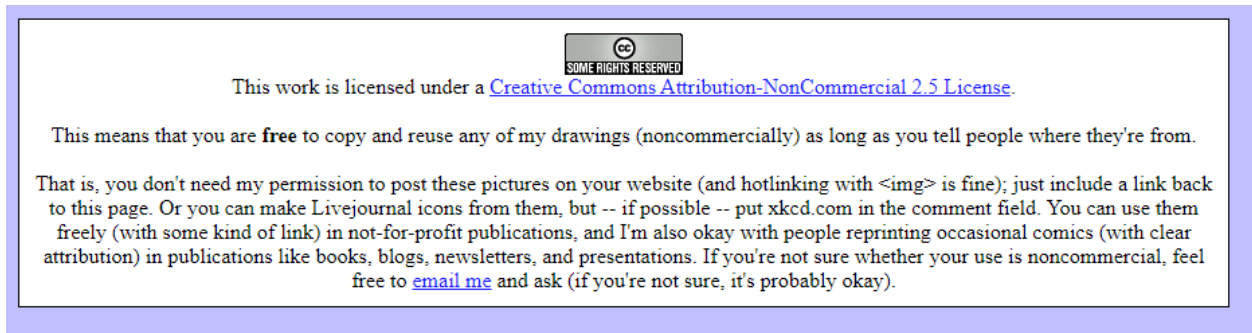 cc
SOME RIGHTS RESERVED
This work is licensed under a Creative Commons Attribution-NonCommercial 2.5 License.
This means that you are free to copy and reuse any of my drawings (noncommercially) as long as you tell people where they're from.
That is, you don't need my permission to post these pictures on your website (and hotlinking with <img> is fine); just include a link back
to this page. Or you can make Livejournal icons from them, but -- if possible -- put xkcd.com in the comment field. You can use them
freely (with some kind of link) in not-for-profit publications, and I'm also okay with people reprinting occasional comics (with clear
attribution) in publications like books, blogs, newsletters, and presentations. If you're not sure whether your use is noncommercial, feel
free to email me and ask (if you're not sure, it's probably okay).